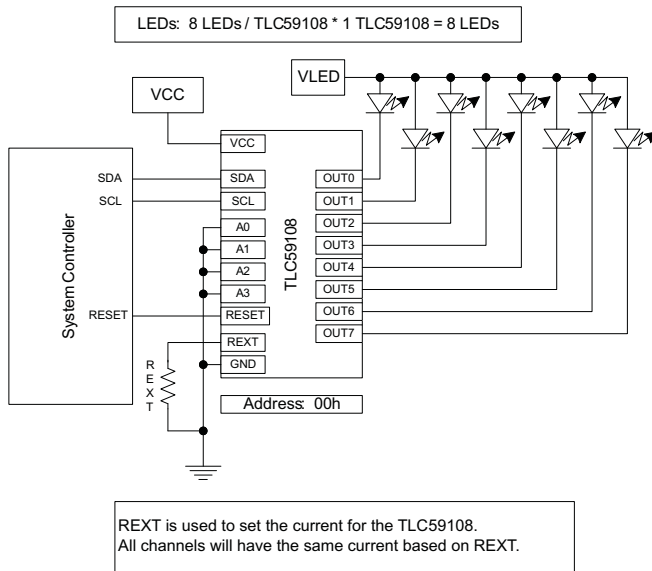 LEDs: 8 LEDs / TLC59108 * 1 TLC59108 = 8 LEDs
VLED
VCC
System Controller
SDA
SCL
RESET
VCC
SDA
SCL
A0
A1
A2
A3
RESET
REXT
GND
TLC59108
OUT0
OUT1
OUT2
OUT3
OUT4
OUT5
OUT6
OUT7
REXT
Address: 00h
REXT is used to set the current for the TLC59108.
All channels will have the same current based on REXT.